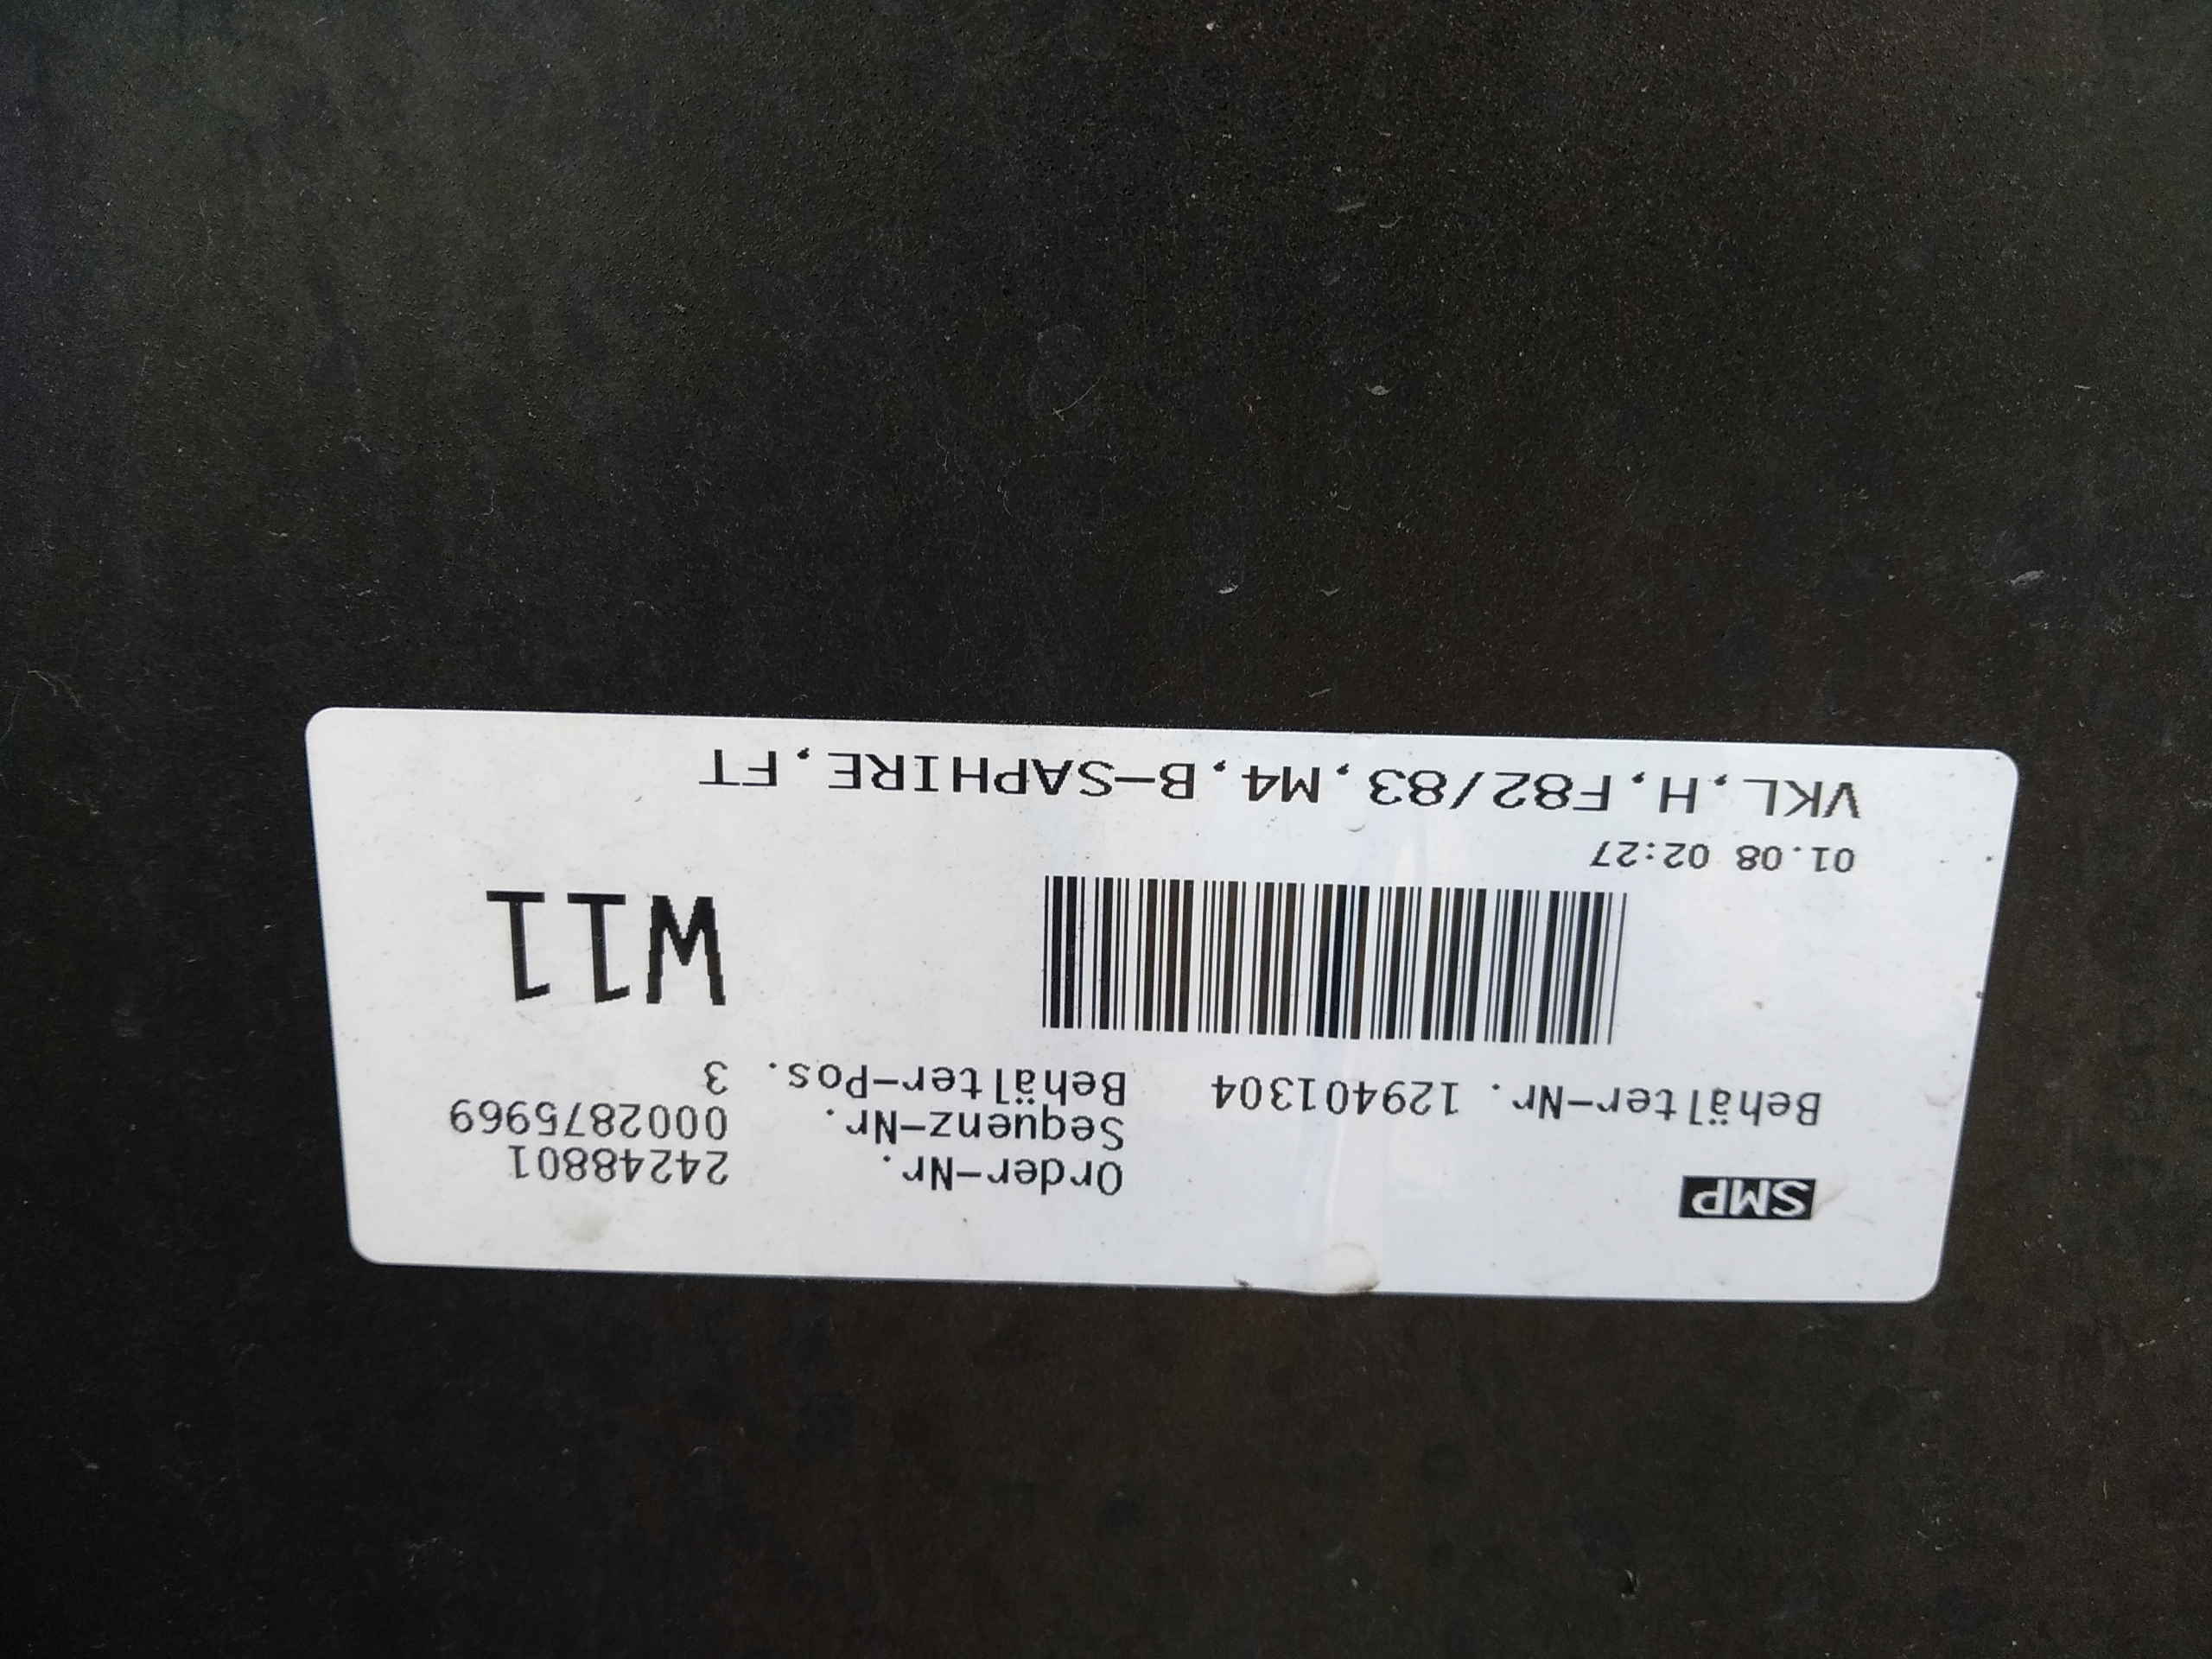 SMP
Order-Nr. 24248801
Sequenz-Nr. 0002875969
Behälter-Nr. 129401304 Behälter-Pos. 3
W11
01.08 02:27
VKL,H,F82/83,M4,B-SAPHIRE,FT